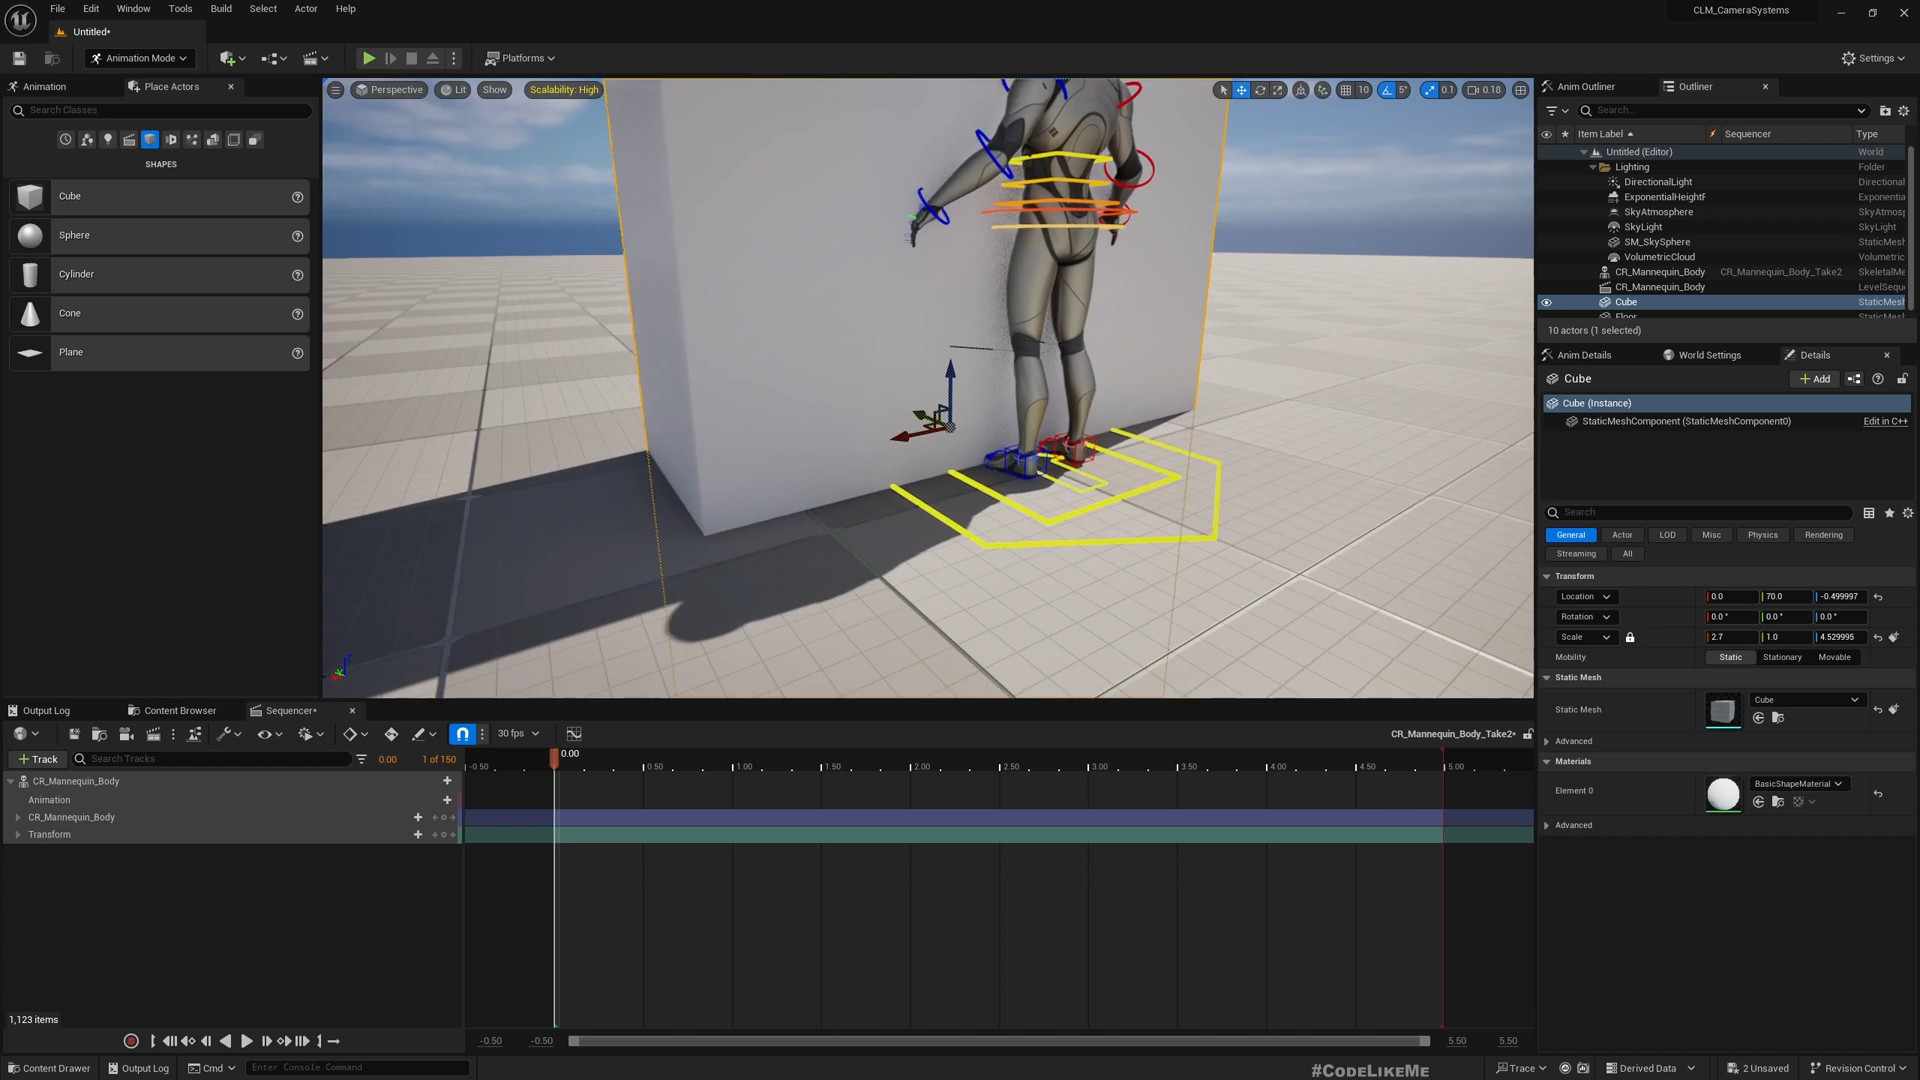 File Edit Window Tools Build Select Actor Help
CLM_CameraSystems
Untitled*
Animation Mode
Platforms
Settings
Animation
Place Actors
Search Classes
SHAPES
Cube
Sphere
Cylinder
Cone
Plane
Perspective
Lit
Show
Scalability: High
10
5°
0.1
0.18
Anim Outliner
Outliner
Search...
Item Label
Sequencer
Type
Untitled (Editor) World
Lighting Folder
DirectionalLight Directional
ExponentialHeightF Exponentia
SkyAtmosphere SkyAtmos
SkyLight SkyLight
SM_SkySphere StaticMesh
VolumetricCloud Volumetric
CR_Mannequin_Body CR_Mannequin_Body_Take2 SkeletalMe
CR_Mannequin_Body LevelSequ
Cube StaticMesh
Floor StaticMesh
10 actors (1 selected)
Anim Details
World Settings
Details
Cube
Add
Cube (Instance)
StaticMeshComponent (StaticMeshComponent0) Edit in C++
Search
General Actor LOD Misc Physics Rendering
Streaming All
Transform
Location 0.0 70.0 -0.499997
Rotation 0.0° 0.0° 0.0°
Scale 2.7 1.0 4.529995
Mobility Static Stationary Movable
Static Mesh
Static Mesh Cube
Advanced
Materials
Element 0 BasicShapeMaterial
Advanced
Output Log
Content Browser
Sequencer*
30 fps
CR_Mannequin_Body_Take2*
Track
Search Tracks
0.00
1 of 150
0.00
-0.50 0.50 1.00 1.50 2.00 2.50 3.00 3.50 4.00 4.50 5.00
CR_Mannequin_Body
Animation
CR_Mannequin_Body
Transform
1,123 items
-0.50 -0.50 5.50 5.50
Content Drawer
Output Log
Cmd
Enter Console Command
#CodeLikeMe
Trace
Derived Data
2 Unsaved
Revision Control